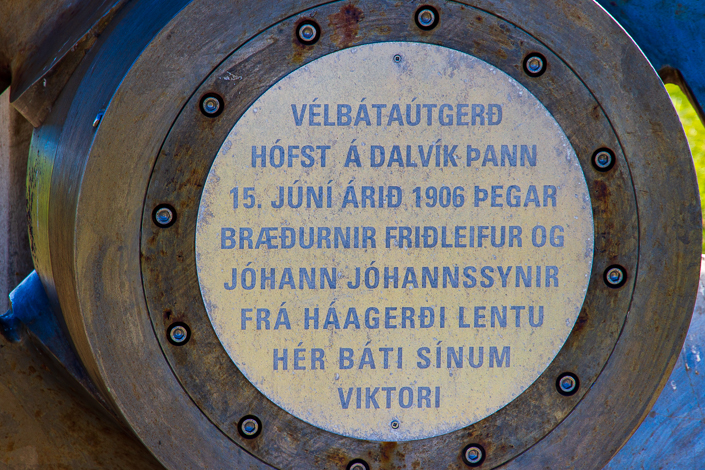 VÉLBÁTAÚTGERÐ
HÓFST Á DALVÍK ÞANN
15. JÚNÍ ÁRIÐ 1906 ÞEGAR
BRÆÐURNIR FRIÐLEIFUR OG
JÓHANN JÓHANNSSYNIR
FRÁ HÁAGERÐI LENTU
HÉR BÁTI SÍNUM
VIKTORI